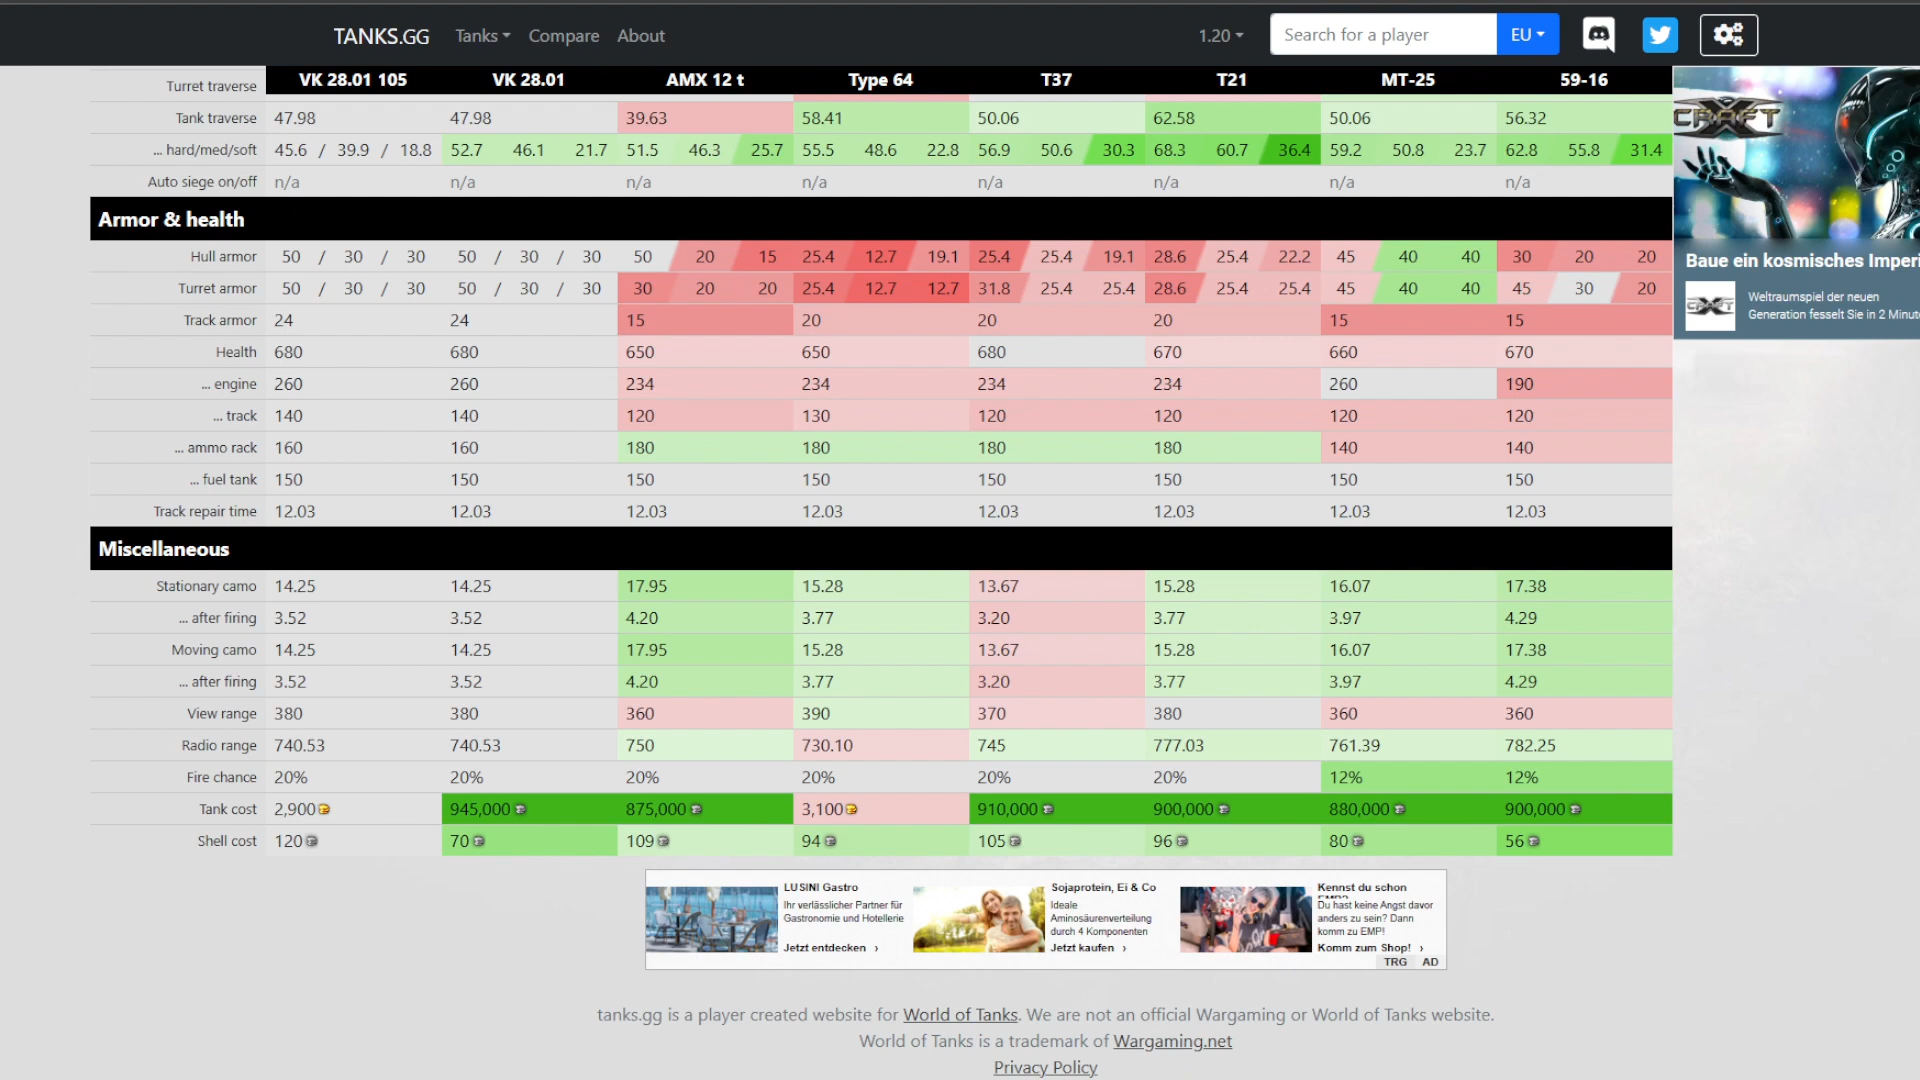 TANKS.GG Tanks Compare About 1.20 Search for a player EU
VK 28.01 105 VK 28.01 AMX 12 t Type 64 T37 T21 MT-25 59-16
Turret traverse
Tank traverse 47.98 47.98 39.63 58.41 50.06 62.58 50.06 56.32
... hard/med/soft 45.6 / 39.9 / 18.8 52.7 46.1 21.7 51.5 46.3 25.7 55.5 48.6 22.8 56.9 50.6 30.3 68.3 60.7 36.4 59.2 50.8 23.7 62.8 55.8 31.4
Auto siege on/off n/a n/a n/a n/a n/a n/a n/a n/a
Armor & health
Hull armor 50 / 30 / 30 50 / 30 / 30 50 20 15 25.4 12.7 19.1 25.4 25.4 19.1 28.6 25.4 22.2 45 40 40 30 20 20
Turret armor 50 / 30 / 30 50 / 30 / 30 30 20 20 25.4 12.7 12.7 31.8 25.4 25.4 28.6 25.4 25.4 45 40 40 45 30 20
Track armor 24 24 15 20 20 20 15 15
Health 680 680 650 650 680 670 660 670
... engine 260 260 234 234 234 234 260 190
... track 140 140 120 130 120 120 120 120
... ammo rack 160 160 180 180 180 180 140 140
... fuel tank 150 150 150 150 150 150 150 150
Track repair time 12.03 12.03 12.03 12.03 12.03 12.03 12.03 12.03
Miscellaneous
Stationary camo 14.25 14.25 17.95 15.28 13.67 15.28 16.07 17.38
... after firing 3.52 3.52 4.20 3.77 3.20 3.77 3.97 4.29
Moving camo 14.25 14.25 17.95 15.28 13.67 15.28 16.07 17.38
... after firing 3.52 3.52 4.20 3.77 3.20 3.77 3.97 4.29
View range 380 380 360 390 370 380 360 360
Radio range 740.53 740.53 750 730.10 745 777.03 761.39 782.25
Fire chance 20% 20% 20% 20% 20% 20% 12% 12%
Tank cost 2,900 945,000 875,000 3,100 910,000 900,000 880,000 900,000
Shell cost 120 70 109 94 105 96 80 56
X CRAFT
Baue ein kosmisches Imperi
X CRAFT
Weltraumspiel der neuen
Generation fesselt Sie in 2 Minut
LUSINI Gastro
Ihr verlässlicher Partner für
Gastronomie und Hotellerie
Jetzt entdecken ›
Sojaprotein, Ei & Co
Ideale
Aminosäurenverteilung
durch 4 Komponenten
Jetzt kaufen ›
Kennst du schon
Du hast keine Angst davor
anders zu sein? Dann
komm zu EMP!
Komm zum Shop! ›
TRG AD
tanks.gg is a player created website for World of Tanks. We are not an official Wargaming or World of Tanks website.
World of Tanks is a trademark of Wargaming.net
Privacy Policy